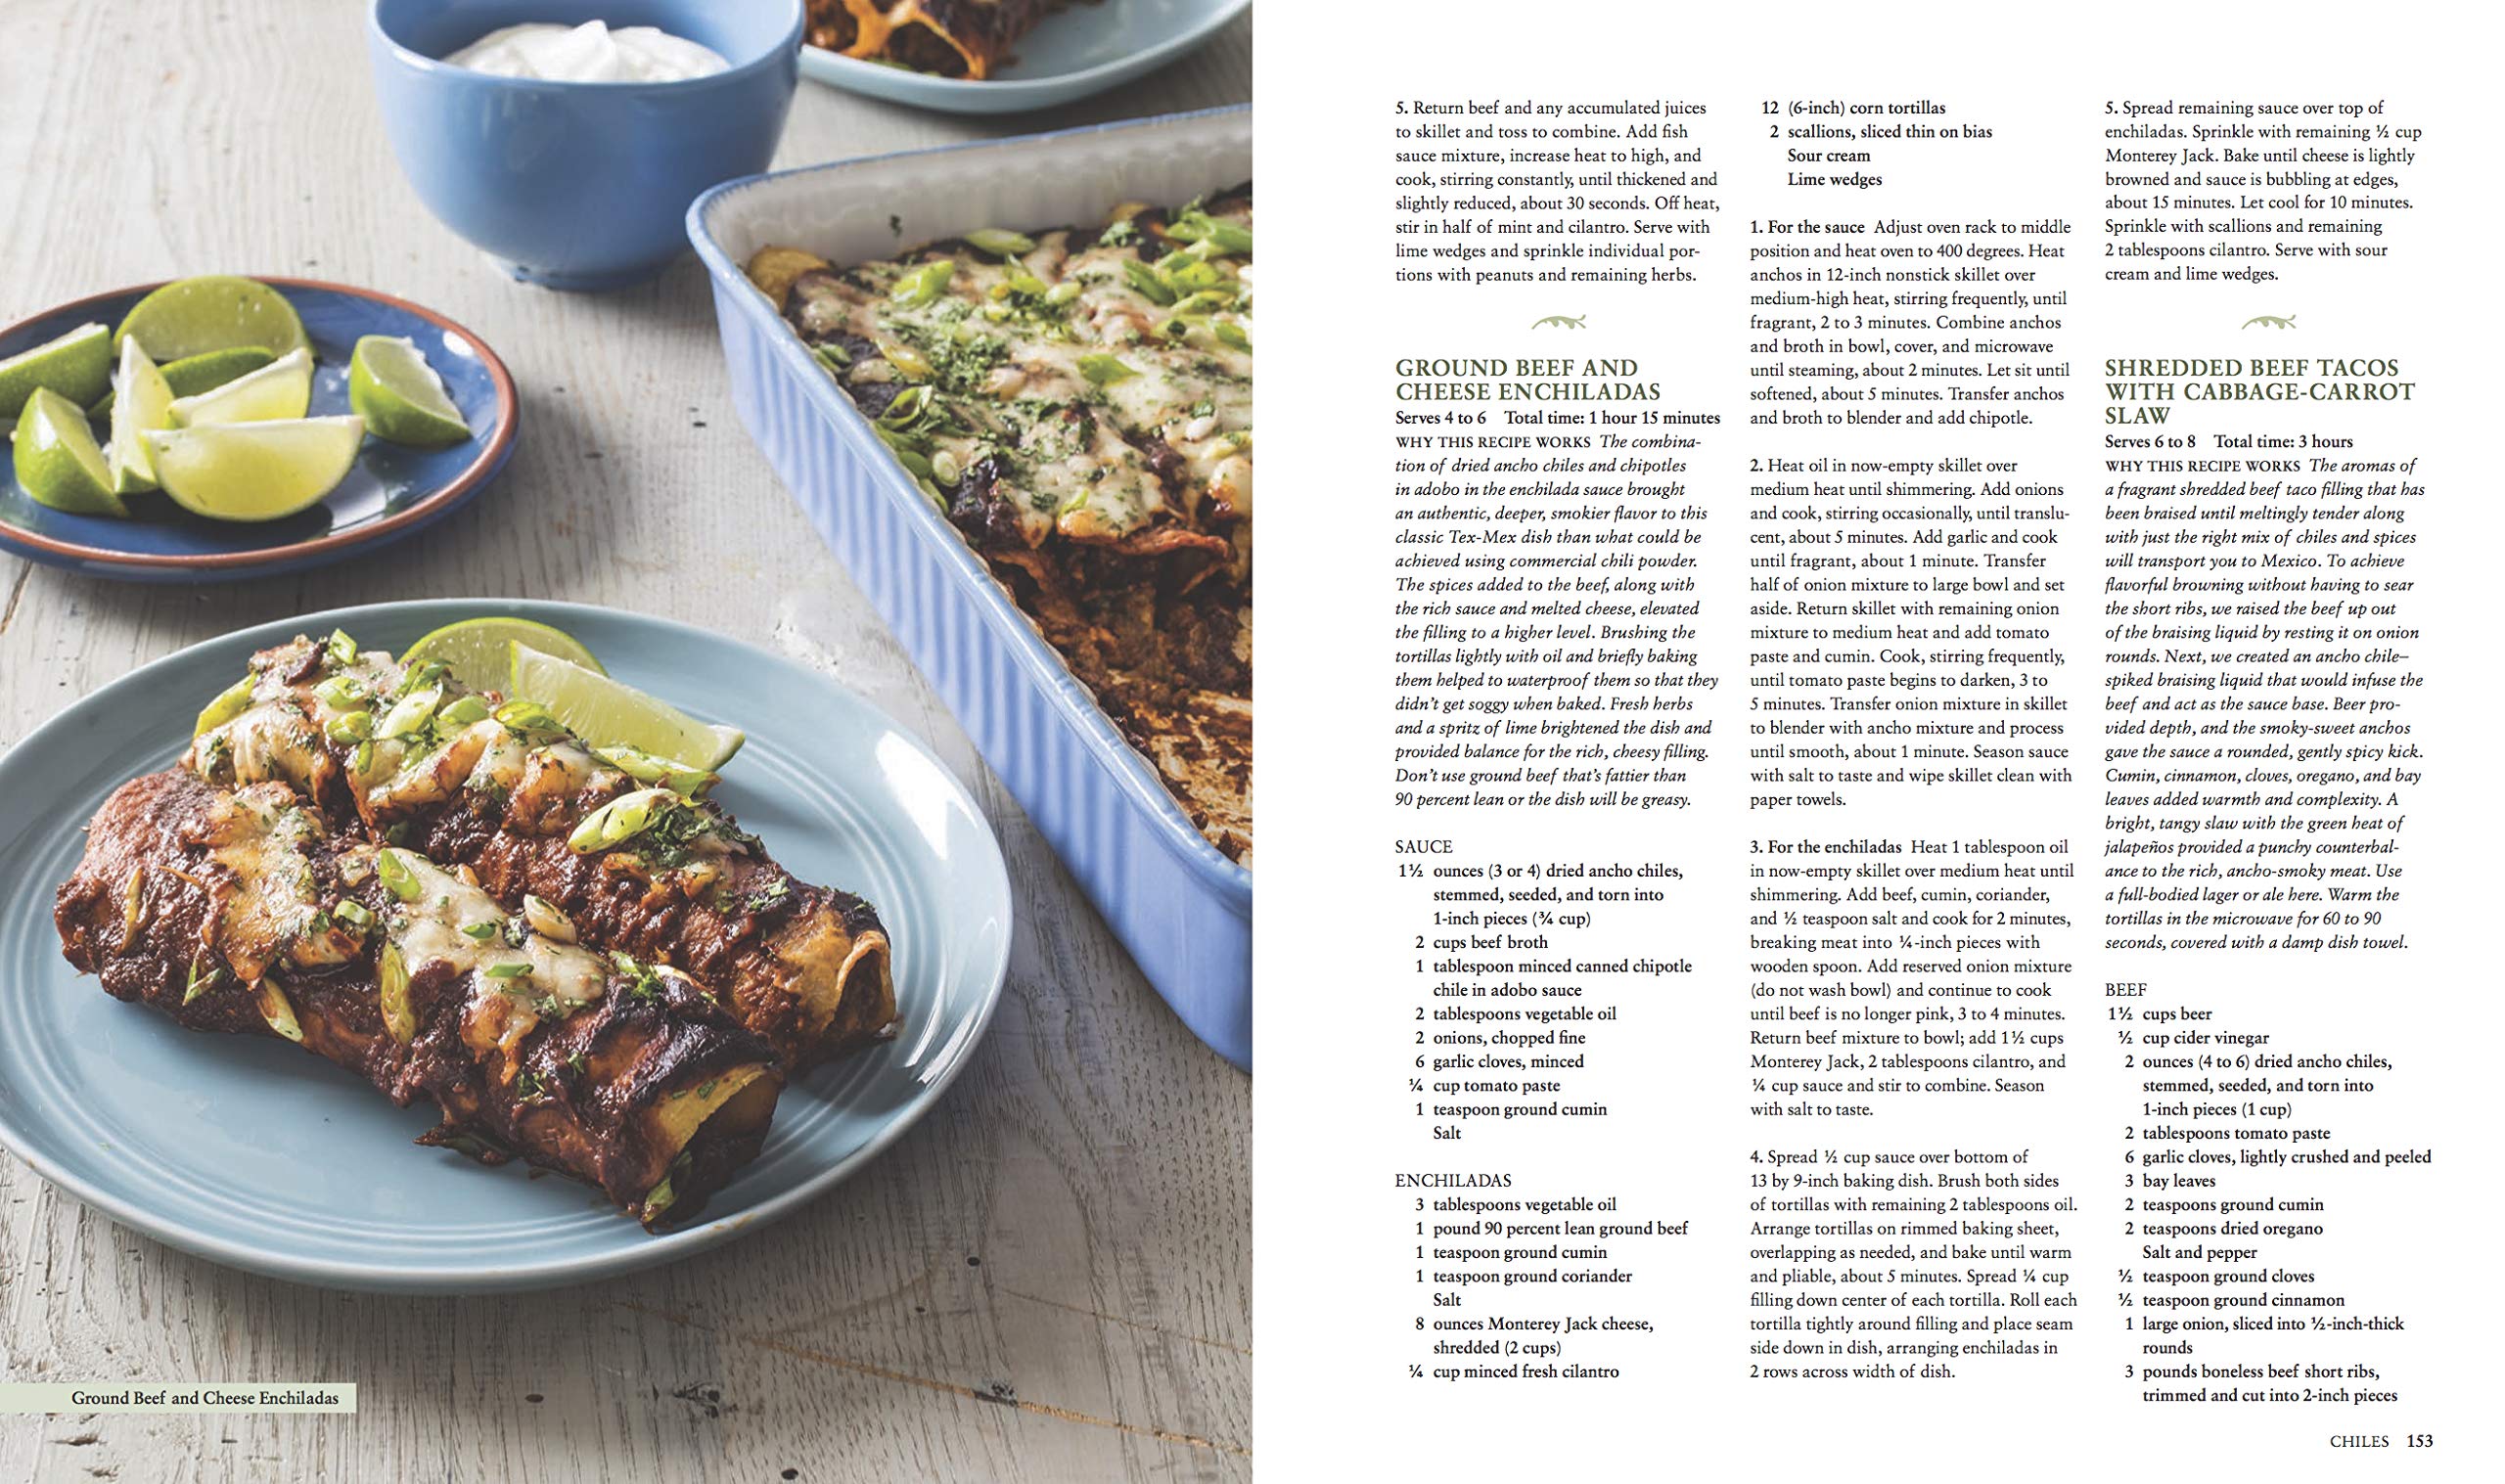 Ground Beef and Cheese Enchiladas
5. Return beef and any accumulated juices
to skillet and toss to combine. Add fish
sauce mixture, increase heat to high, and
cook, stirring constantly, until thickened and
slightly reduced, about 30 seconds. Off heat,
stir in half of mint and cilantro. Serve with
lime wedges and sprinkle individual por-
tions with peanuts and remaining herbs.
GROUND BEEF AND
CHEESE ENCHILADAS
Serves 4 to 6 Total time: 1 hour 15 minutes
WHY THIS RECIPE WORKS The combina-
tion of dried ancho chiles and chipotles
in adobo in the enchilada sauce brought
an authentic, deeper, smokier flavor to this
classic Tex-Mex dish than what could be
achieved using commercial chili powder.
The spices added to the beef, along with
the rich sauce and melted cheese, elevated
the filling to a higher level. Brushing the
tortillas lightly with oil and briefly baking
them helped to waterproof them so that they
didn't get soggy when baked. Fresh herbs
and a spritz of lime brightened the dish and
provided balance for the rich, cheesy filling.
Don't use ground beef that's fattier than
90 percent lean or the dish will be greasy.
SAUCE
1½ ounces (3 or 4) dried ancho chiles,
stemmed, seeded, and torn into
1-inch pieces (¾ cup)
2 cups beef broth
1 tablespoon minced canned chipotle
chile in adobo sauce
2 tablespoons vegetable oil
2 onions, chopped fine
6 garlic cloves, minced
¼ cup tomato paste
1 teaspoon ground cumin
Salt
ENCHILADAS
3 tablespoons vegetable oil
1 pound 90 percent lean ground beef
1 teaspoon ground cumin
1 teaspoon ground coriander
Salt
8 ounces Monterey Jack cheese,
shredded (2 cups)
¼ cup minced fresh cilantro
12 (6-inch) corn tortillas
2 scallions, sliced thin on bias
Sour cream
Lime wedges
1. For the sauce Adjust oven rack to middle
position and heat oven to 400 degrees. Heat
anchos in 12-inch nonstick skillet over
medium-high heat, stirring frequently, until
fragrant, 2 to 3 minutes. Combine anchos
and broth in bowl, cover, and microwave
until steaming, about 2 minutes. Let sit until
softened, about 5 minutes. Transfer anchos
and broth to blender and add chipotle.
2. Heat oil in now-empty skillet over
medium heat until shimmering. Add onions
and cook, stirring occasionally, until translu-
cent, about 5 minutes. Add garlic and cook
until fragrant, about 1 minute. Transfer
half of onion mixture to large bowl and set
aside. Return skillet with remaining onion
mixture to medium heat and add tomato
paste and cumin. Cook, stirring frequently,
until tomato paste begins to darken, 3 to
5 minutes. Transfer onion mixture in skillet
to blender with ancho mixture and process
until smooth, about 1 minute. Season sauce
with salt to taste and wipe skillet clean with
paper towels.
3. For the enchiladas Heat 1 tablespoon oil
in now-empty skillet over medium heat until
shimmering. Add beef, cumin, coriander,
and ½ teaspoon salt and cook for 2 minutes,
breaking meat into ¼-inch pieces with
wooden spoon. Add reserved onion mixture
(do not wash bowl) and continue to cook
until beef is no longer pink, 3 to 4 minutes.
Return beef mixture to bowl; add 1½ cups
Monterey Jack, 2 tablespoons cilantro, and
¼ cup sauce and stir to combine. Season
with salt to taste.
4. Spread ½ cup sauce over bottom of
13 by 9-inch baking dish. Brush both sides
of tortillas with remaining 2 tablespoons oil.
Arrange tortillas on rimmed baking sheet,
overlapping as needed, and bake until warm
and pliable, about 5 minutes. Spread ¼ cup
filling down center of each tortilla. Roll each
tortilla tightly around filling and place seam
side down in dish, arranging enchiladas in
2 rows across width of dish.
5. Spread remaining sauce over top of
enchiladas. Sprinkle with remaining ½ cup
Monterey Jack. Bake until cheese is lightly
browned and sauce is bubbling at edges,
about 15 minutes. Let cool for 10 minutes.
Sprinkle with scallions and remaining
2 tablespoons cilantro. Serve with sour
cream and lime wedges.
SHREDDED BEEF TACOS
WITH CABBAGE-CARROT
SLAW
Serves 6 to 8 Total time: 3 hours
WHY THIS RECIPE WORKS The aromas of
a fragrant shredded beef taco filling that has
been braised until meltingly tender along
with just the right mix of chiles and spices
will transport you to Mexico. To achieve
flavorful browning without having to sear
the short ribs, we raised the beef up out
of the braising liquid by resting it on onion
rounds. Next, we created an ancho chile–
spiked braising liquid that would infuse the
beef and act as the sauce base. Beer pro-
vided depth, and the smoky-sweet anchos
gave the sauce a rounded, gently spicy kick.
Cumin, cinnamon, cloves, oregano, and bay
leaves added warmth and complexity. A
bright, tangy slaw with the green heat of
jalapeños provided a punchy counterbal-
ance to the rich, ancho-smoky meat. Use
a full-bodied lager or ale here. Warm the
tortillas in the microwave for 60 to 90
seconds, covered with a damp dish towel.
BEEF
1½ cups beer
½ cup cider vinegar
2 ounces (4 to 6) dried ancho chiles,
stemmed, seeded, and torn into
1-inch pieces (1 cup)
2 tablespoons tomato paste
6 garlic cloves, lightly crushed and peeled
3 bay leaves
2 teaspoons ground cumin
2 teaspoons dried oregano
Salt and pepper
½ teaspoon ground cloves
½ teaspoon ground cinnamon
1 large onion, sliced into ½-inch-thick
rounds
3 pounds boneless beef short ribs,
trimmed and cut into 2-inch pieces
CHILES 153